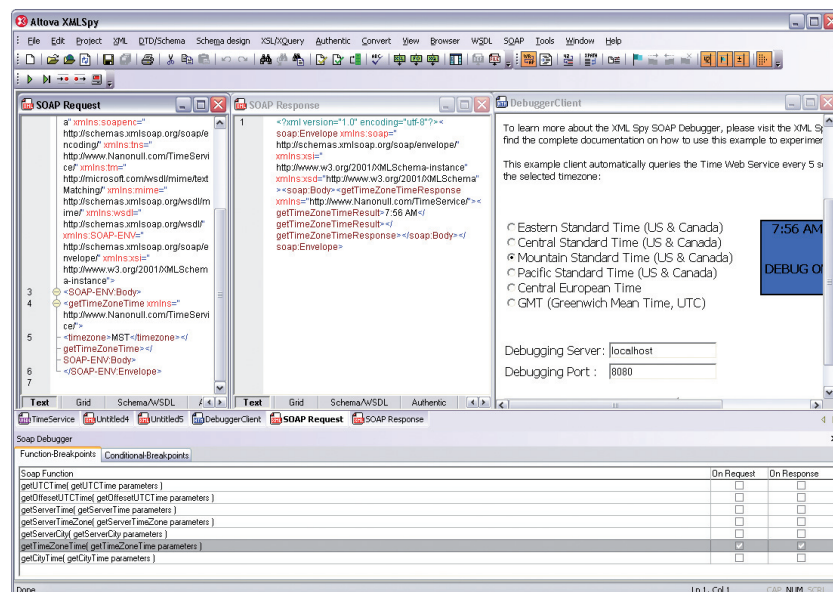 Altova XMLSpy
File Edit Project XML DTD/Schema Schema design XSL/XQuery Authentic Convert View Browser WSDL SOAP Tools Window Help
SOAP Request
a" xmlns:soapenc="
http://schemas.xmlsoap.org/soap/e
ncoding/" xmlns:tns="
http://www.Nanonull.com/TimeServi
ce/" xmlns:tm="
http://microsoft.com/wsdl/mime/text
Matching/" xmlns:mime="
http://schemas.xmlsoap.org/wsdl/m
ime/" xmlns:wsdl="
http://schemas.xmlsoap.org/wsdl/"
xmlns:SOAP-ENV="
http://schemas.xmlsoap.org/soap/e
nvelope/" xmlns:xsi="
http://www.w3.org/2001/XMLSchem
a-instance">
3 <SOAP-ENV:Body>
4 <getTimeZoneTime xmlns="
http://www.Nanonull.com/TimeServi
ce/">
5 <timezone>MST</timezone></
getTimeZoneTime></
SOAP-ENV:Body>
6 </SOAP-ENV:Envelope>
7
Text Grid Schema/WSDL
SOAP Response
1 <?xml version="1.0" encoding="utf-8"?><
soap:Envelope xmlns:soap="
http://schemas.xmlsoap.org/soap/envelope/"
xmlns:xsi="
http://www.w3.org/2001/XMLSchema-instance"
xmlns:xsd="http://www.w3.org/2001/XMLSchema"
><soap:Body><getTimeZoneTimeResponse
xmlns="http://www.Nanonull.com/TimeService/"><
getTimeZoneTimeResult>7:56 AM</
getTimeZoneTimeResult></
getTimeZoneTimeResponse></soap:Body></
soap:Envelope>
Text Grid Schema/WSDL Authentic
DebuggerClient
To learn more about the XML Spy SOAP Debugger, please visit the XML Sp
find the complete documentation on how to use this example to experimen
This example client automatically queries the Time Web Service every 5 se
the selected timezone:
Eastern Standard Time (US & Canada)
Central Standard Time (US & Canada)
Mountain Standard Time (US & Canada)
Pacific Standard Time (US & Canada)
Central European Time
GMT (Greenwich Mean Time, UTC)
7:56 AM
DEBUG O
Debugging Server: localhost
Debugging Port : 8080
TimeService Untitled4 Untitled5 DebuggerClient SOAP Request SOAP Response
Soap Debugger
Function-Breakpoints Conditional-Breakpoints
Soap Function On Request On Response
getUTCTime( getUTCTime parameters )
getOffesetUTCTime( getOffesetUTCTime parameters )
getServerTime( getServerTime parameters )
getServerTimeZone( getServerTimeZone parameters )
getServerCity( getServerCity parameters )
getTimeZoneTime( getTimeZoneTime parameters )
getCityTime( getCityTime parameters )
Done Ln 1, Col 1 CAP NUM SCRL